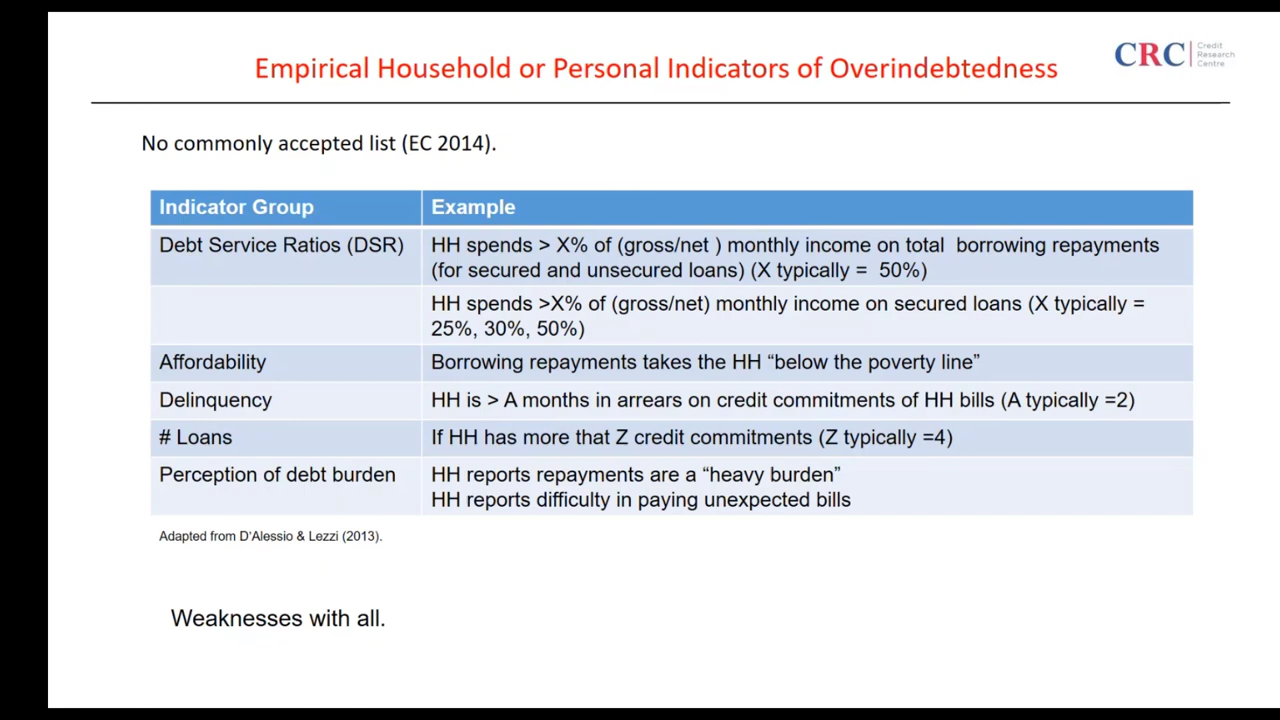 Empirical Household or Personal Indicators of Overindebtedness
CRC
Credit
Research
Centre
No commonly accepted list (EC 2014).
Indicator Group
Example
Debt Service Ratios (DSR)
HH spends > X% of (gross/net ) monthly income on total borrowing repayments
(for secured and unsecured loans) (X typically = 50%)
HH spends >X% of (gross/net) monthly income on secured loans (X typically =
25%, 30%, 50%)
Affordability
Borrowing repayments takes the HH “below the poverty line”
Delinquency
HH is > A months in arrears on credit commitments of HH bills (A typically =2)
# Loans
If HH has more that Z credit commitments (Z typically =4)
Perception of debt burden
HH reports repayments are a “heavy burden”
HH reports difficulty in paying unexpected bills
Adapted from D'Alessio & Lezzi (2013).
Weaknesses with all.